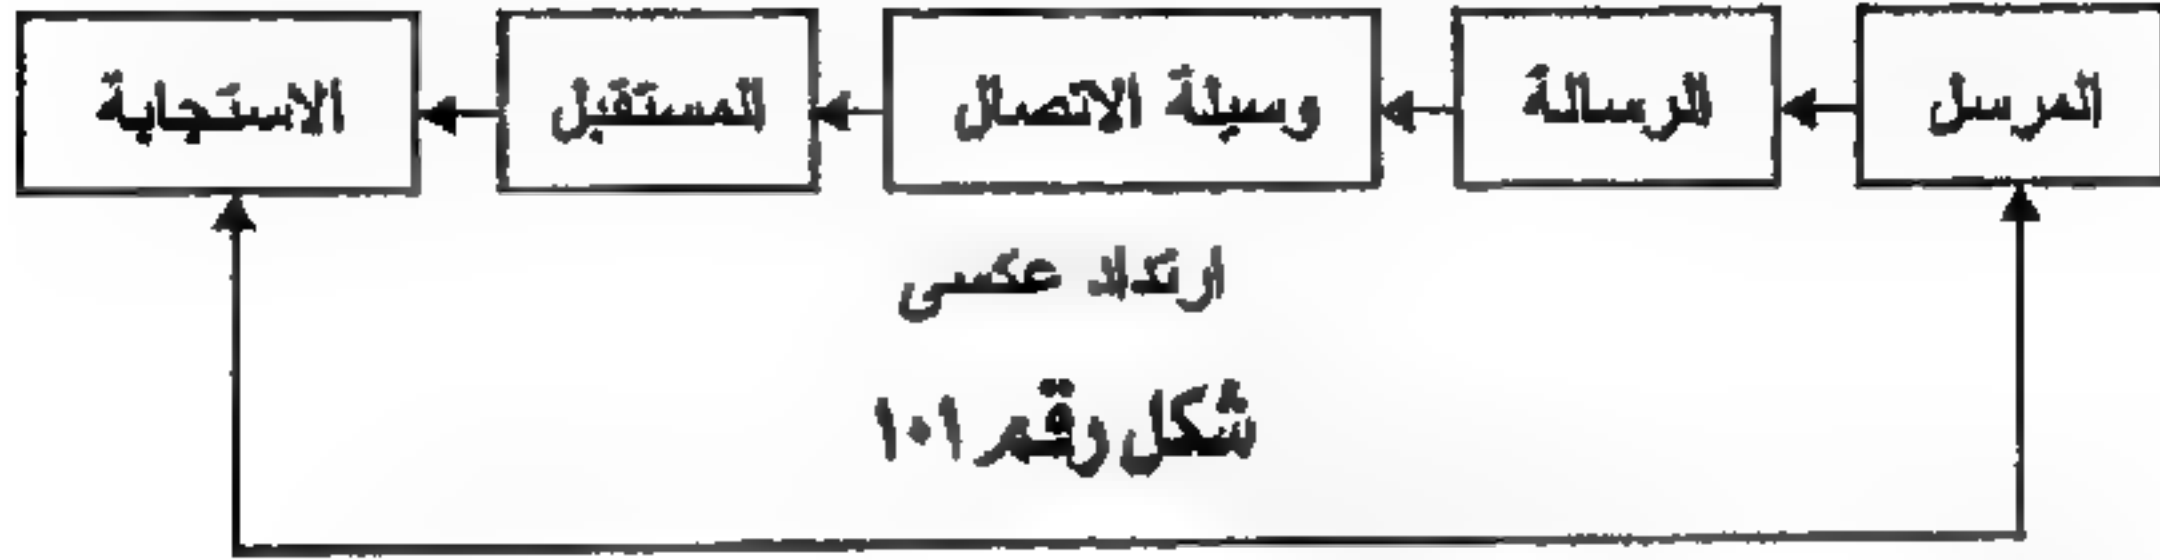 المرسل الرسالة وسيلة الاتصال المستقبل الاستجابة
ارتداد عكسى
شكل رقم ١٠١